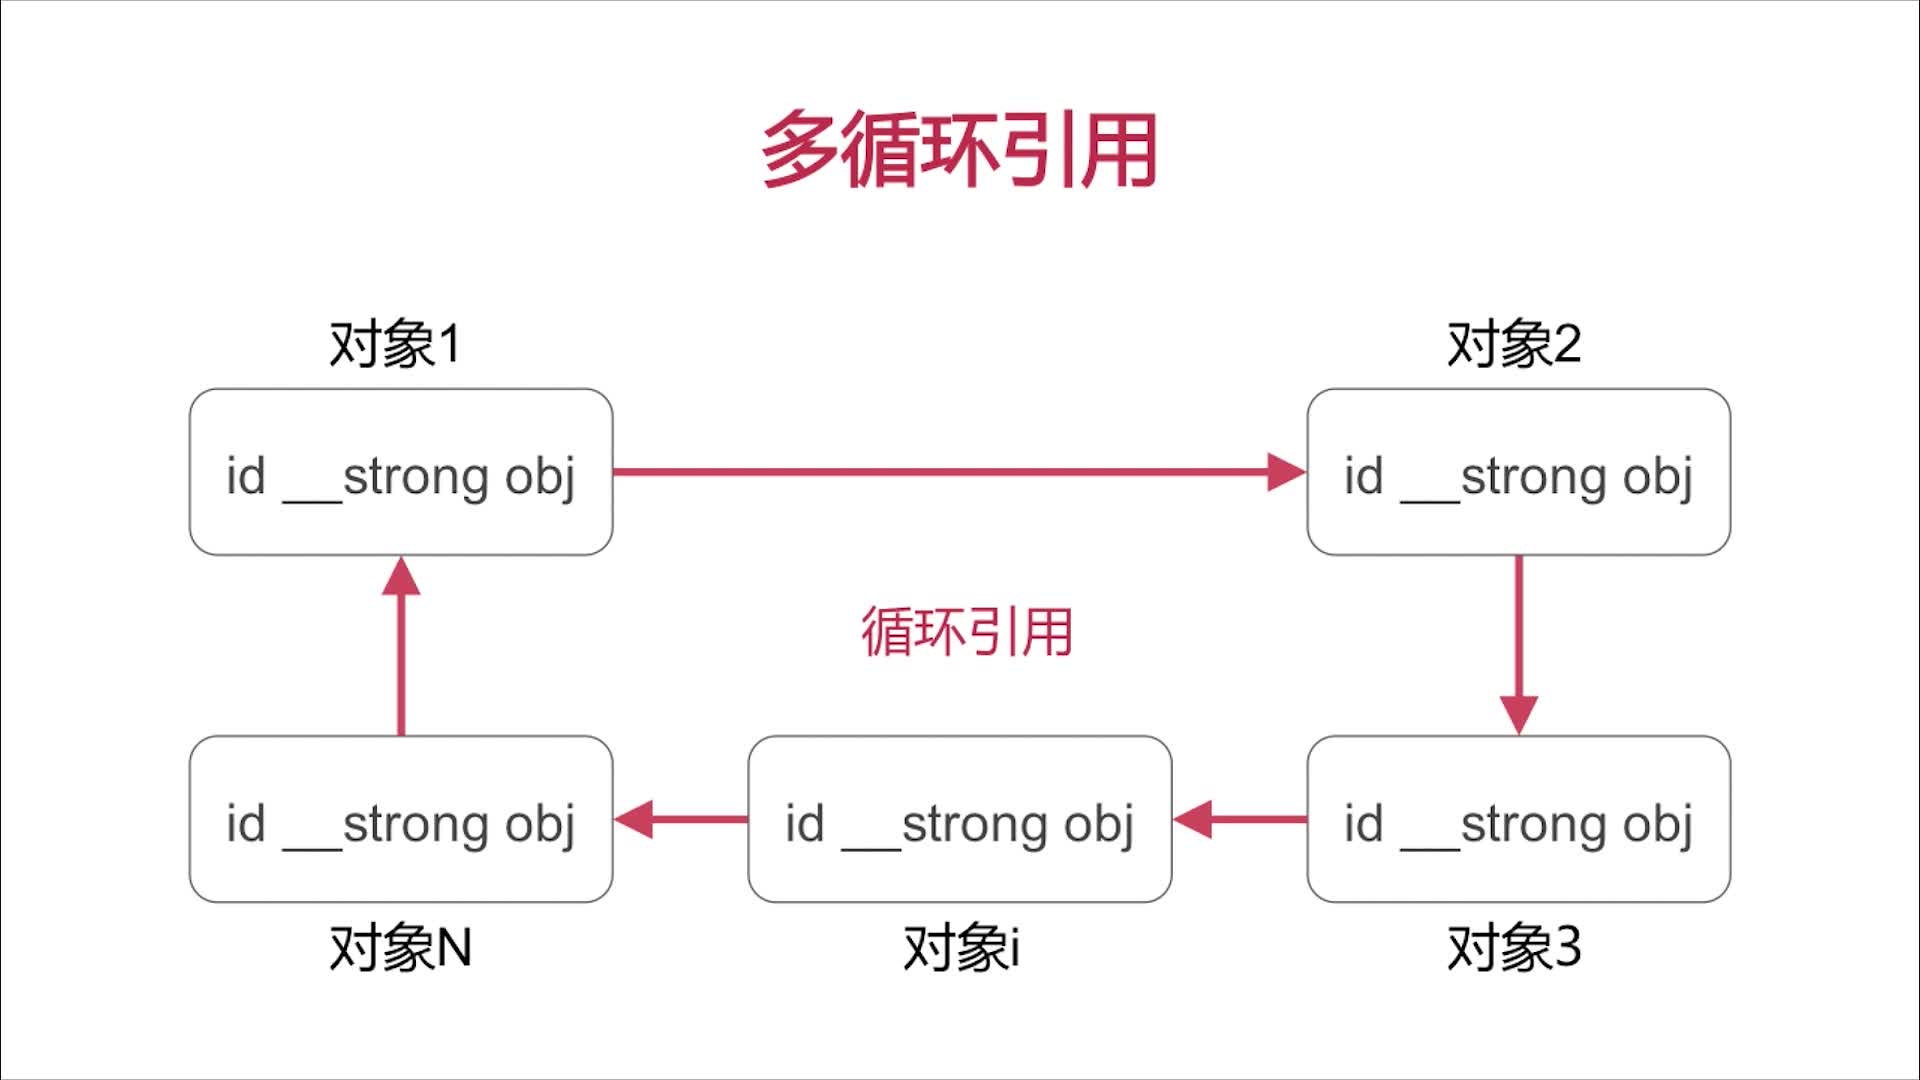 多循环引用
对象1
对象2
id __strong obj
id __strong obj
循环引用
id __strong obj
id __strong obj
id __strong obj
对象N
对象i
对象3